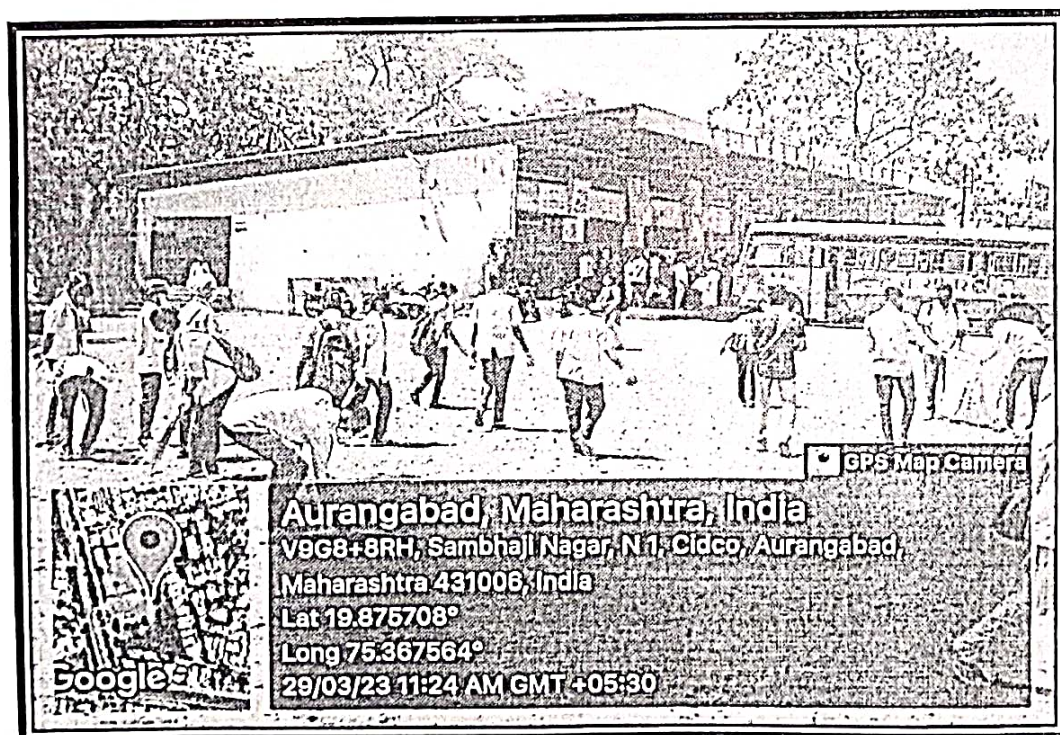 GPS Map Camera
Aurangabad, Maharashtra, India
V9G8+8RH, Sambhaji Nagar, N 1, Cidco, Aurangabad,
Maharashtra 431006, India
Lat 19.875708°
Long 75.367564°
29/03/23 11:24 AM GMT +05:30
Google